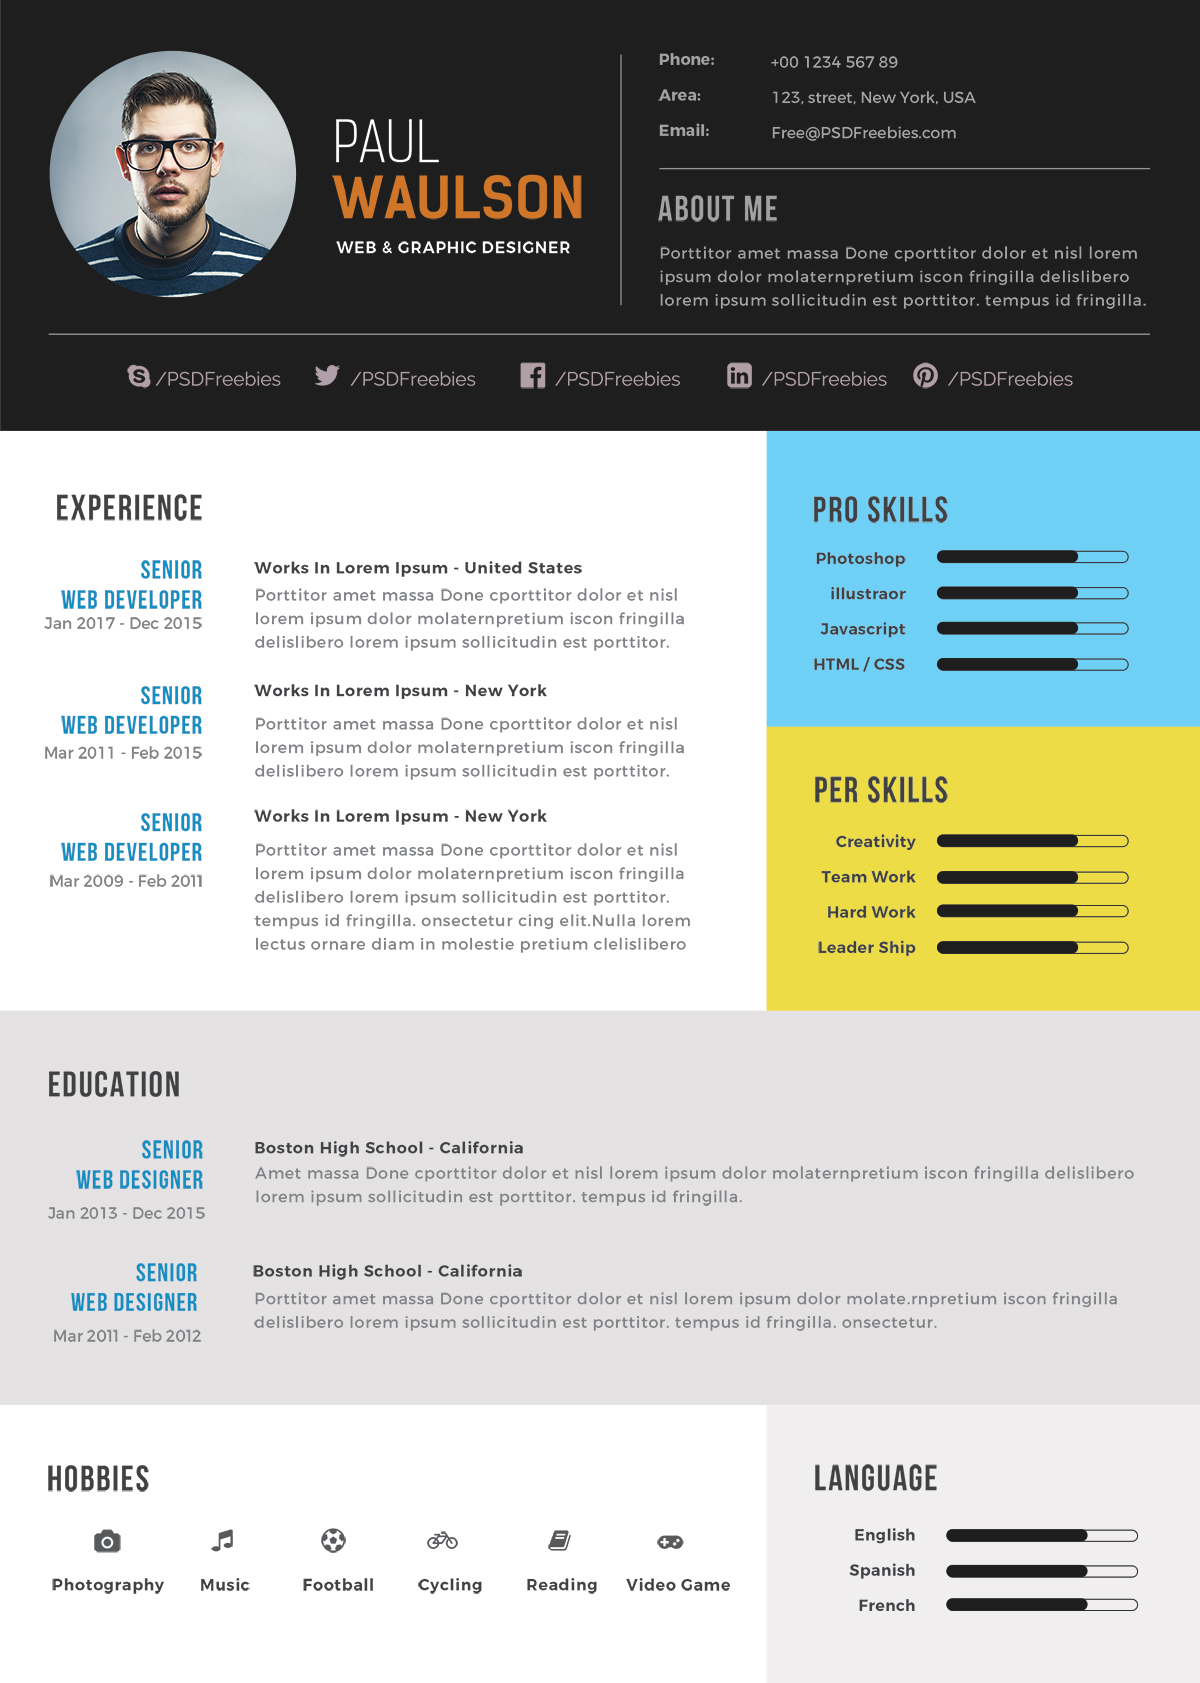 PAUL
WAULSON
WEB & GRAPHIC DESIGNER
Phone: +00 1234 567 89
Area: 123, street, New York, USA
Email: Free@PSDFreebies.com
ABOUT ME
Porttitor amet massa Done cporttitor dolor et nisl lorem
ipsum dolor molaternpretium iscon fringilla delislibero
lorem ipsum sollicitudin est porttitor. tempus id fringilla.
/PSDFreebies /PSDFreebies /PSDFreebies /PSDFreebies /PSDFreebies
EXPERIENCE
SENIOR
WEB DEVELOPER
Jan 2017 - Dec 2015
Works In Lorem Ipsum - United States
Porttitor amet massa Done cporttitor dolor et nisl
lorem ipsum dolor molaternpretium iscon fringilla
delislibero lorem ipsum sollicitudin est porttitor.
SENIOR
WEB DEVELOPER
Mar 2011 - Feb 2015
Works In Lorem Ipsum - New York
Porttitor amet massa Done cporttitor dolor et nisl
lorem ipsum dolor molaternpretium iscon fringilla
delislibero lorem ipsum sollicitudin est porttitor.
SENIOR
WEB DEVELOPER
Mar 2009 - Feb 2011
Works In Lorem Ipsum - New York
Porttitor amet massa Done cporttitor dolor et nisl
lorem ipsum dolor molaternpretium iscon fringilla
delislibero lorem ipsum sollicitudin est porttitor.
tempus id fringilla. onsectetur cing elit.Nulla lorem
lectus ornare diam in molestie pretium clelislibero
PRO SKILLS
Photoshop
illustraor
Javascript
HTML / CSS
PER SKILLS
Creativity
Team Work
Hard Work
Leader Ship
EDUCATION
SENIOR
WEB DESIGNER
Jan 2013 - Dec 2015
Boston High School - California
Amet massa Done cporttitor dolor et nisl lorem ipsum dolor molaternpretium iscon fringilla delislibero
lorem ipsum sollicitudin est porttitor. tempus id fringilla.
SENIOR
WEB DESIGNER
Mar 2011 - Feb 2012
Boston High School - California
Porttitor amet massa Done cporttitor dolor et nisl lorem ipsum dolor molate.rnpretium iscon fringilla
delislibero lorem ipsum sollicitudin est porttitor. tempus id fringilla. onsectetur.
HOBBIES
Photography Music Football Cycling Reading Video Game
LANGUAGE
English
Spanish
French